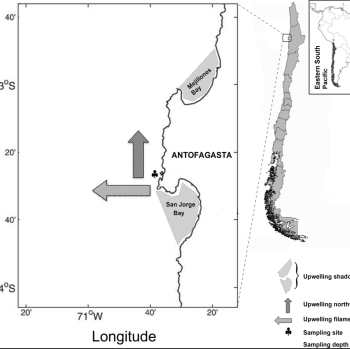 40'
Mejillones
Bay
3°S
20'
ANTOFAGASTA
San Jorge
Bay
40'
4°S
20'
71°W
40'
20'
Longitude
Eastern South
Pacific
Upwelling shado
Upwelling north
Upwelling filame
Sampling site
Sampling depth